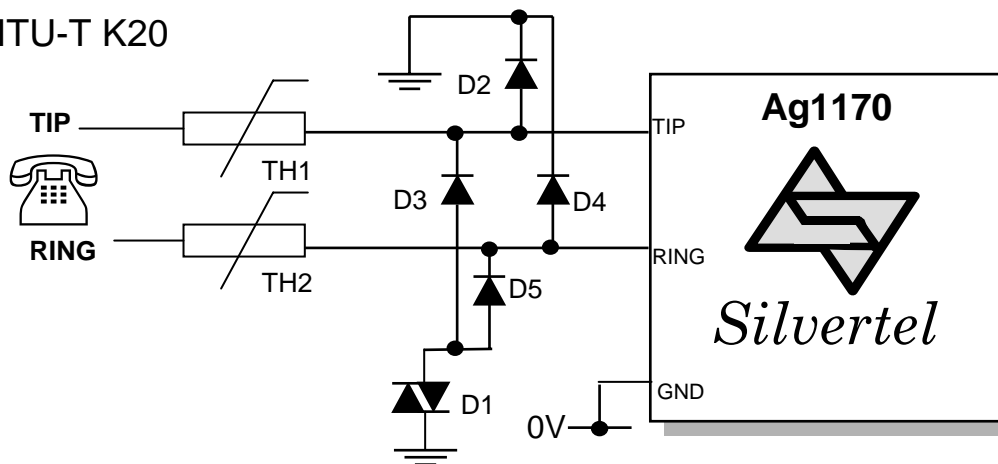 ITU-T K20
D2
Ag1170
TIP
TIP
TH1
D3
D4
RING
RING
TH2
D5
Silvertel
D1
GND
0V